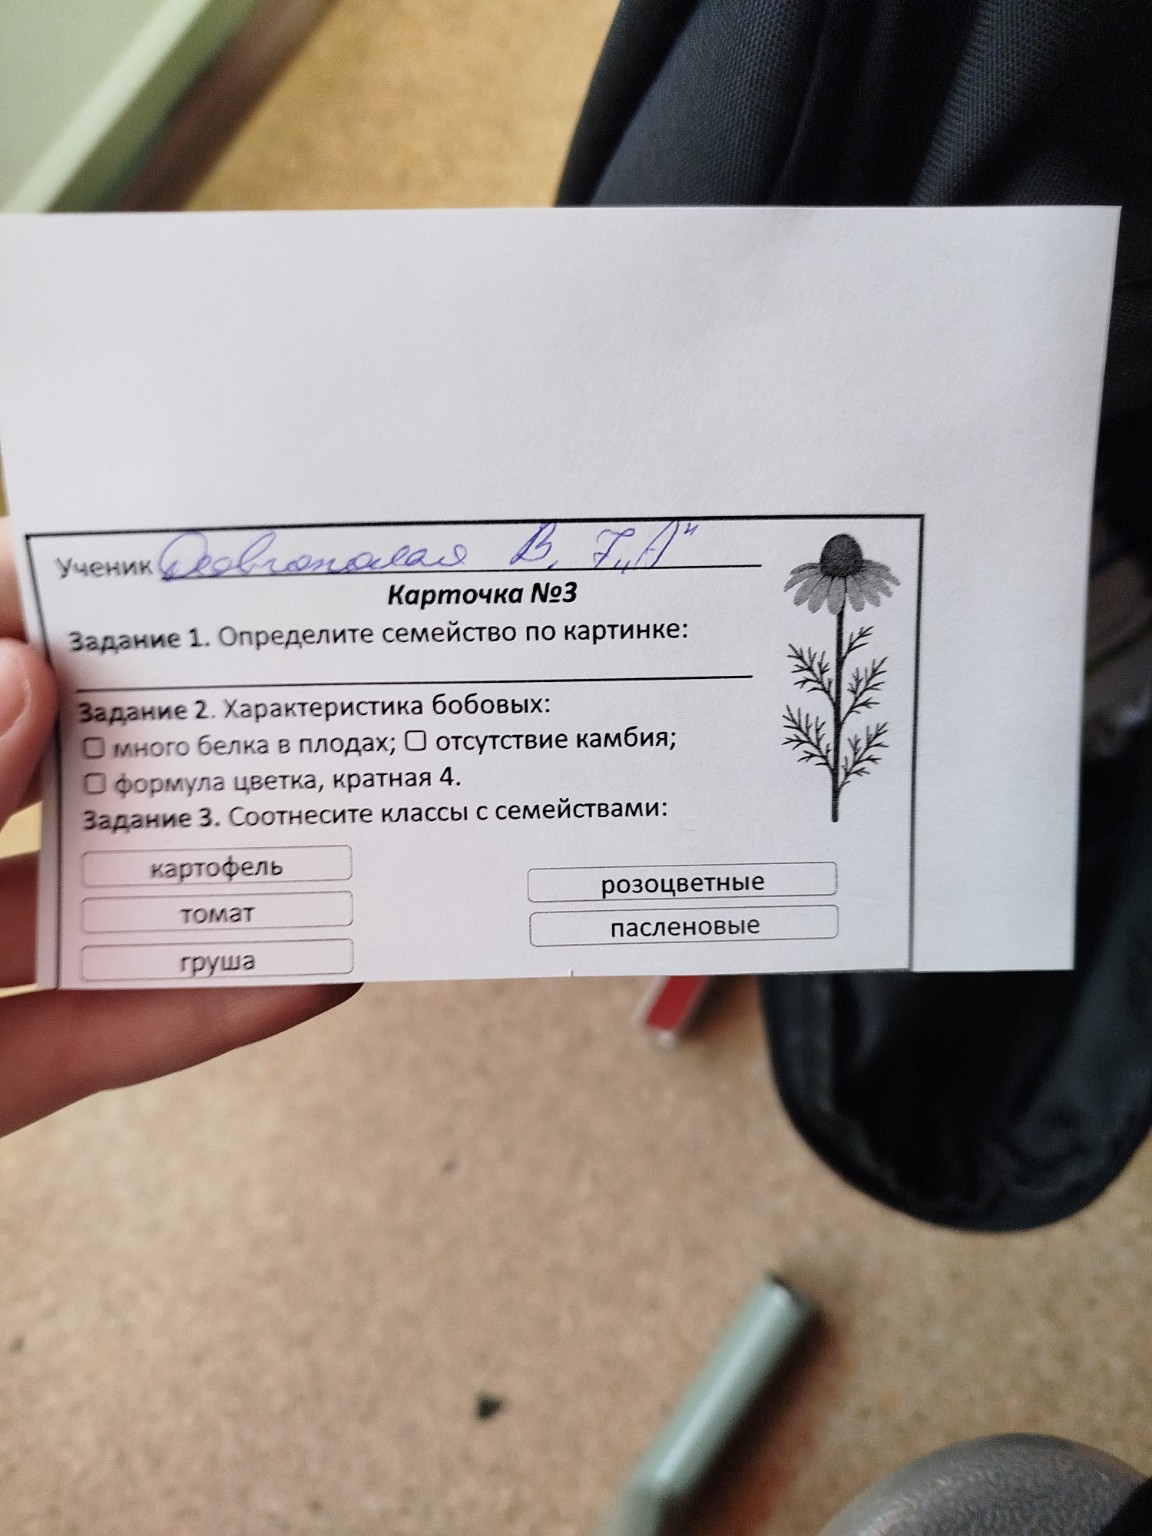 Ученик В. 7 „А"
Карточка №3
Задание 1. Определите семейство по картинке:
Задание 2. Характеристика бобовых:
много белка в плодах; отсутствие камбия;
формула цветка, кратная 4.
Задание 3. Соотнесите классы с семействами:
картофель
томат
груша
розоцветные
пасленовые